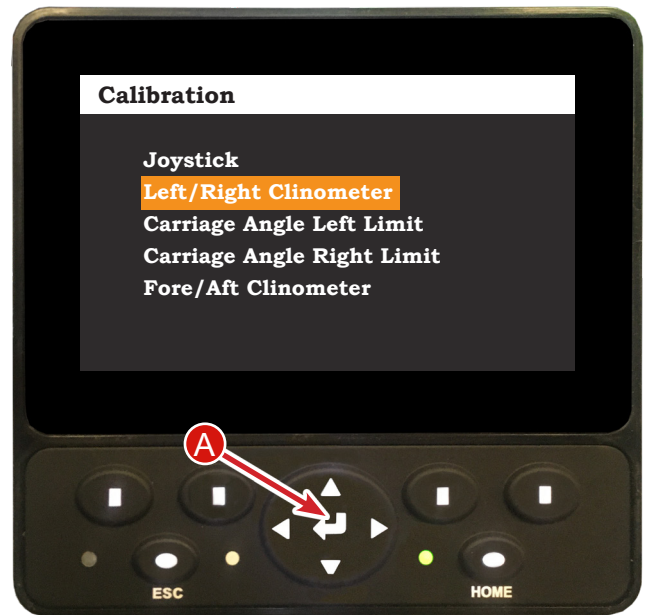 Calibration
Joystick
Left/Right Clinometer
Carriage Angle Left Limit
Carriage Angle Right Limit
Fore/Aft Clinometer
A
ESC
HOME